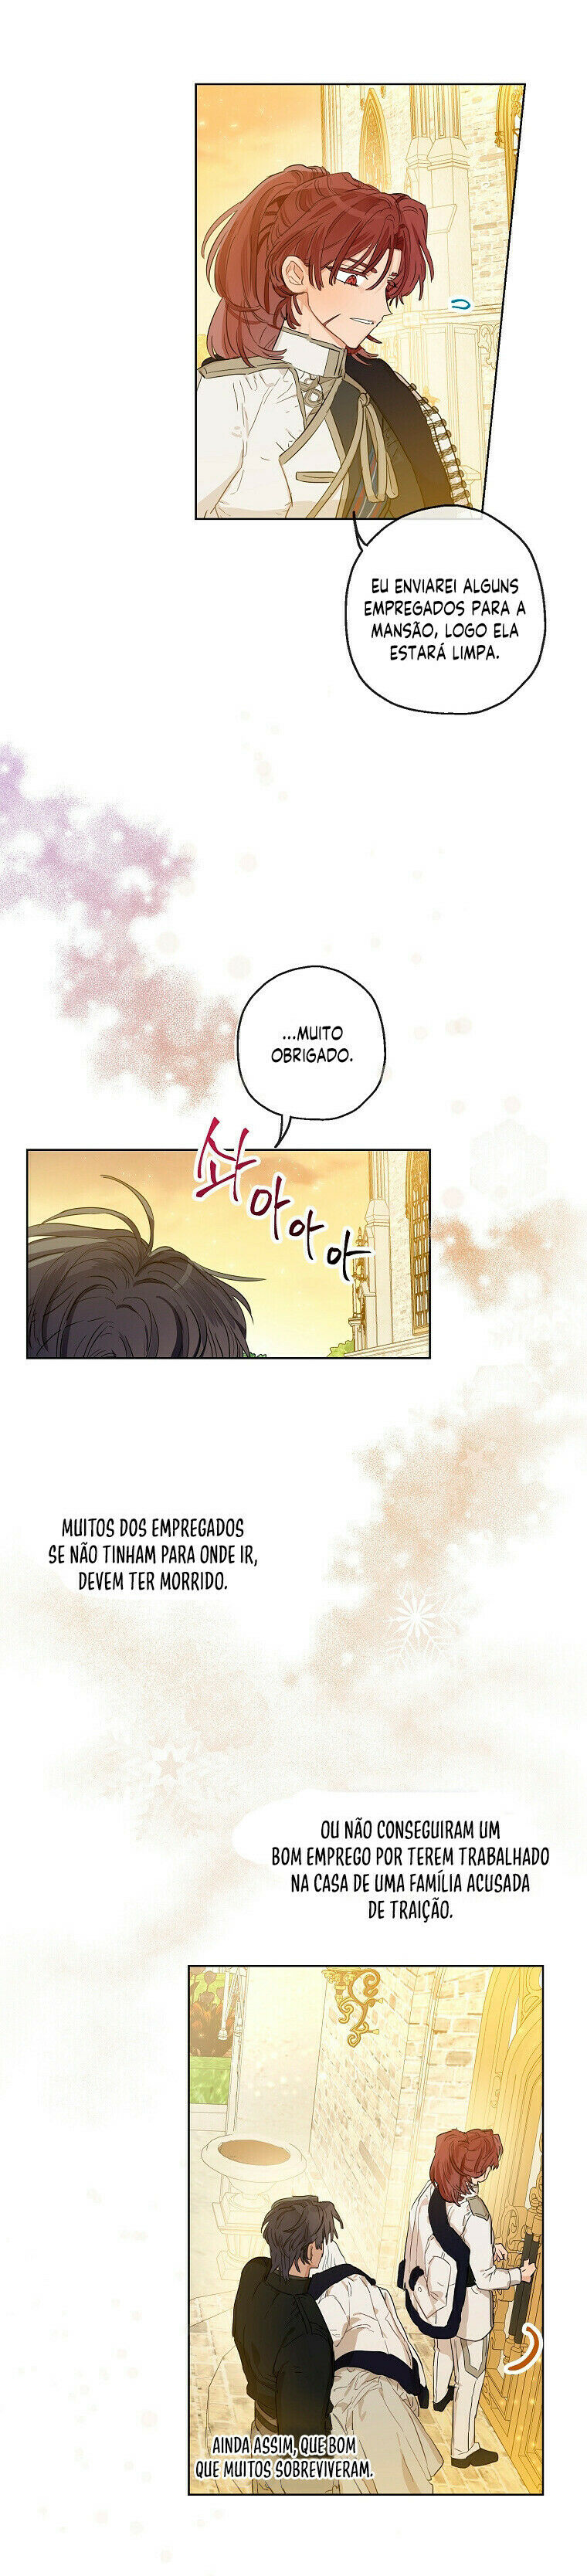 EU ENVIAREI ALGUNS
EMPREGADOS PARA A
MANSÃO, LOGO ELA
ESTARÁ LIMPA.
...MUITO
OBRIGADO.
솨아아아
MUITOS DOS EMPREGADOS
SE NÃO TINHAM PARA ONDE IR,
DEVEM TER MORRIDO.
OU NÃO CONSEGUIRAM UM
BOM EMPREGO POR TEREM TRABALHADO
NA CASA DE UMA FAMÍLIA ACUSADA
DE TRAIÇÃO.
AINDA ASSIM, QUE BOM
QUE MUITOS SOBREVIVERAM.